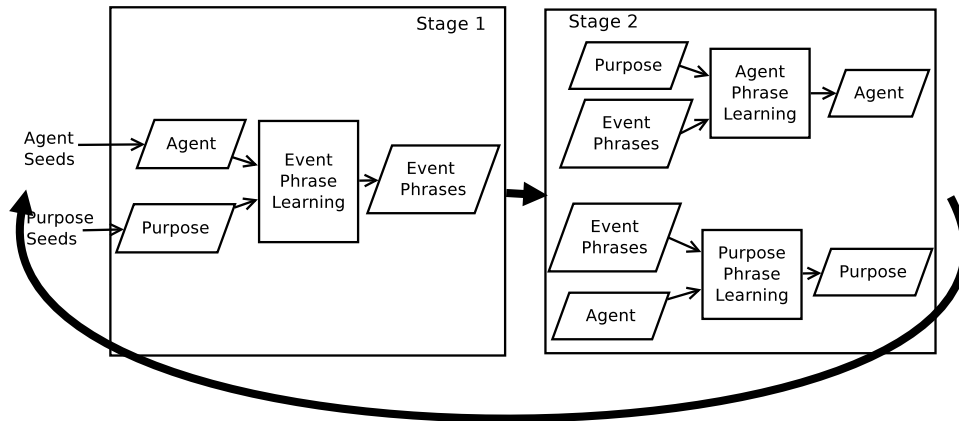 Stage 1
Agent
Seeds
Purpose
Seeds
Agent
Purpose
Event
Phrase
Learning
Event
Phrases
Stage 2
Purpose
Event
Phrases
Agent
Phrase
Learning
Agent
Event
Phrases
Agent
Purpose
Phrase
Learning
Purpose